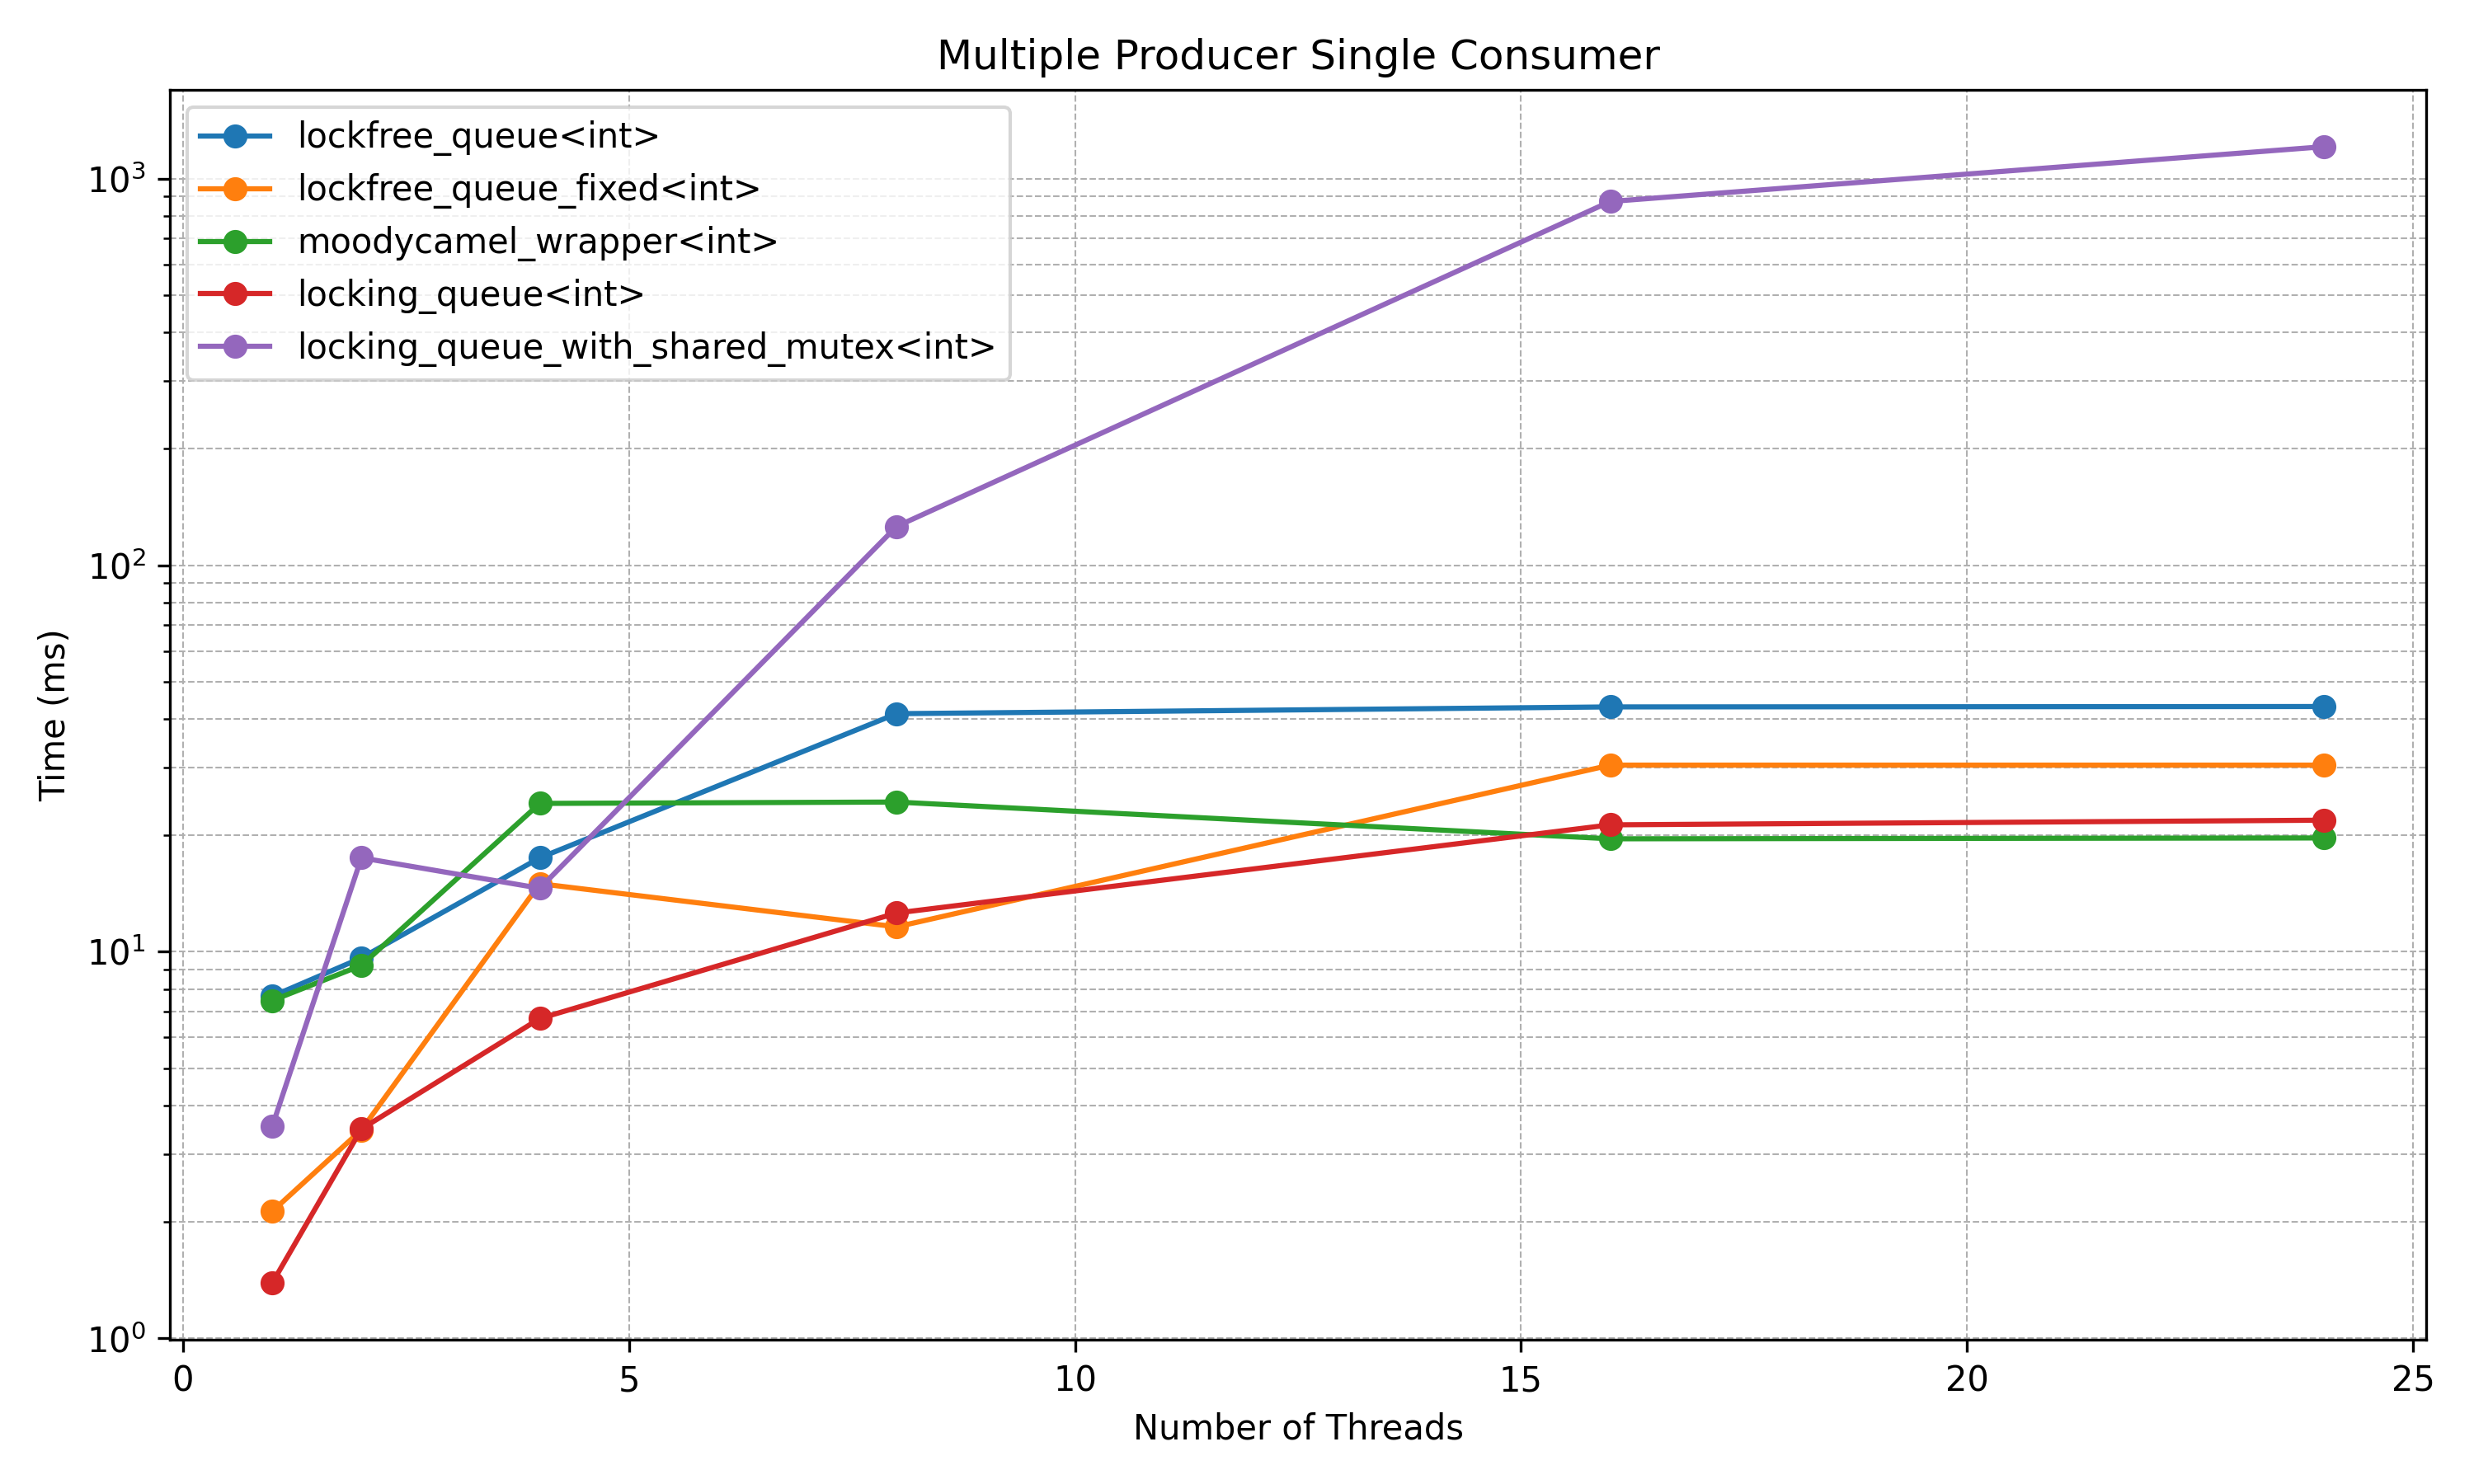 Multiple Producer Single Consumer
lockfree_queue<int>
lockfree_queue_fixed<int>
moodycamel_wrapper<int>
locking_queue<int>
locking_queue_with_shared_mutex<int>
10³
10²
10¹
10⁰
Time (ms)
0 5 10 15 20 25
Number of Threads